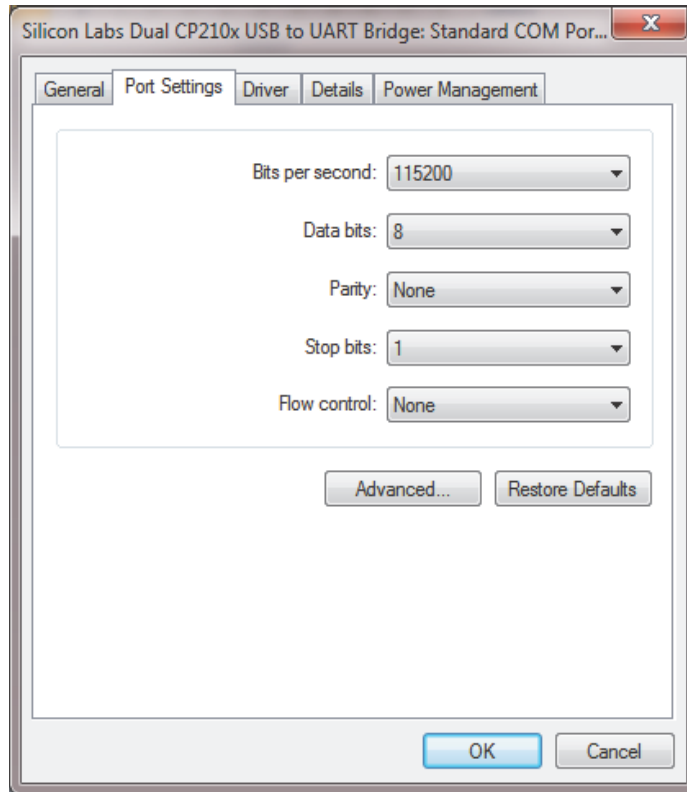 Silicon Labs Dual CP210x USB to UART Bridge: Standard COM Por...
General Port Settings Driver Details Power Management
Bits per second: 115200
Data bits: 8
Parity: None
Stop bits: 1
Flow control: None
Advanced... Restore Defaults
OK Cancel